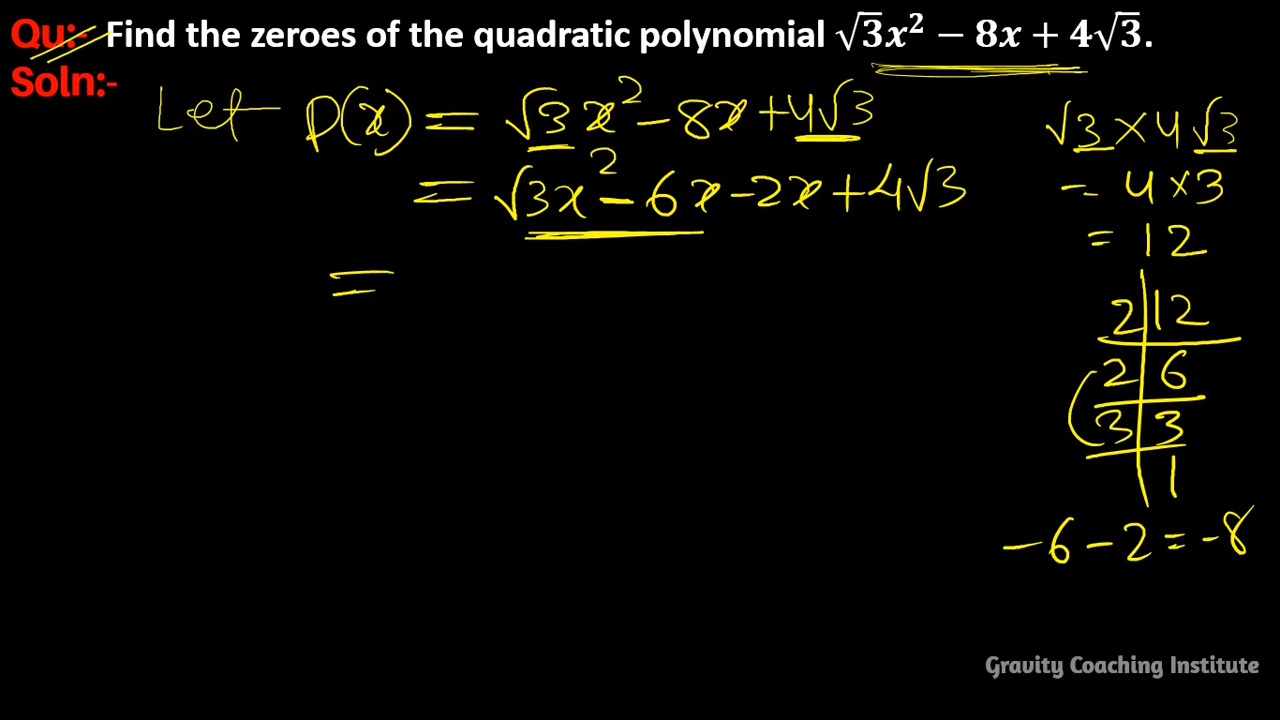 Qu:- Find the zeroes of the quadratic polynomial √3x² − 8x + 4√3.
Soln:-
Let P(x) = √3 x² - 8x + 4√3
= √3x² - 6x - 2x + 4√3
=
√3 × 4√3
= 4 × 3
= 12
2 | 12
2 | 6
3 | 3
| 1
-6 - 2 = -8
Gravity Coaching Institute